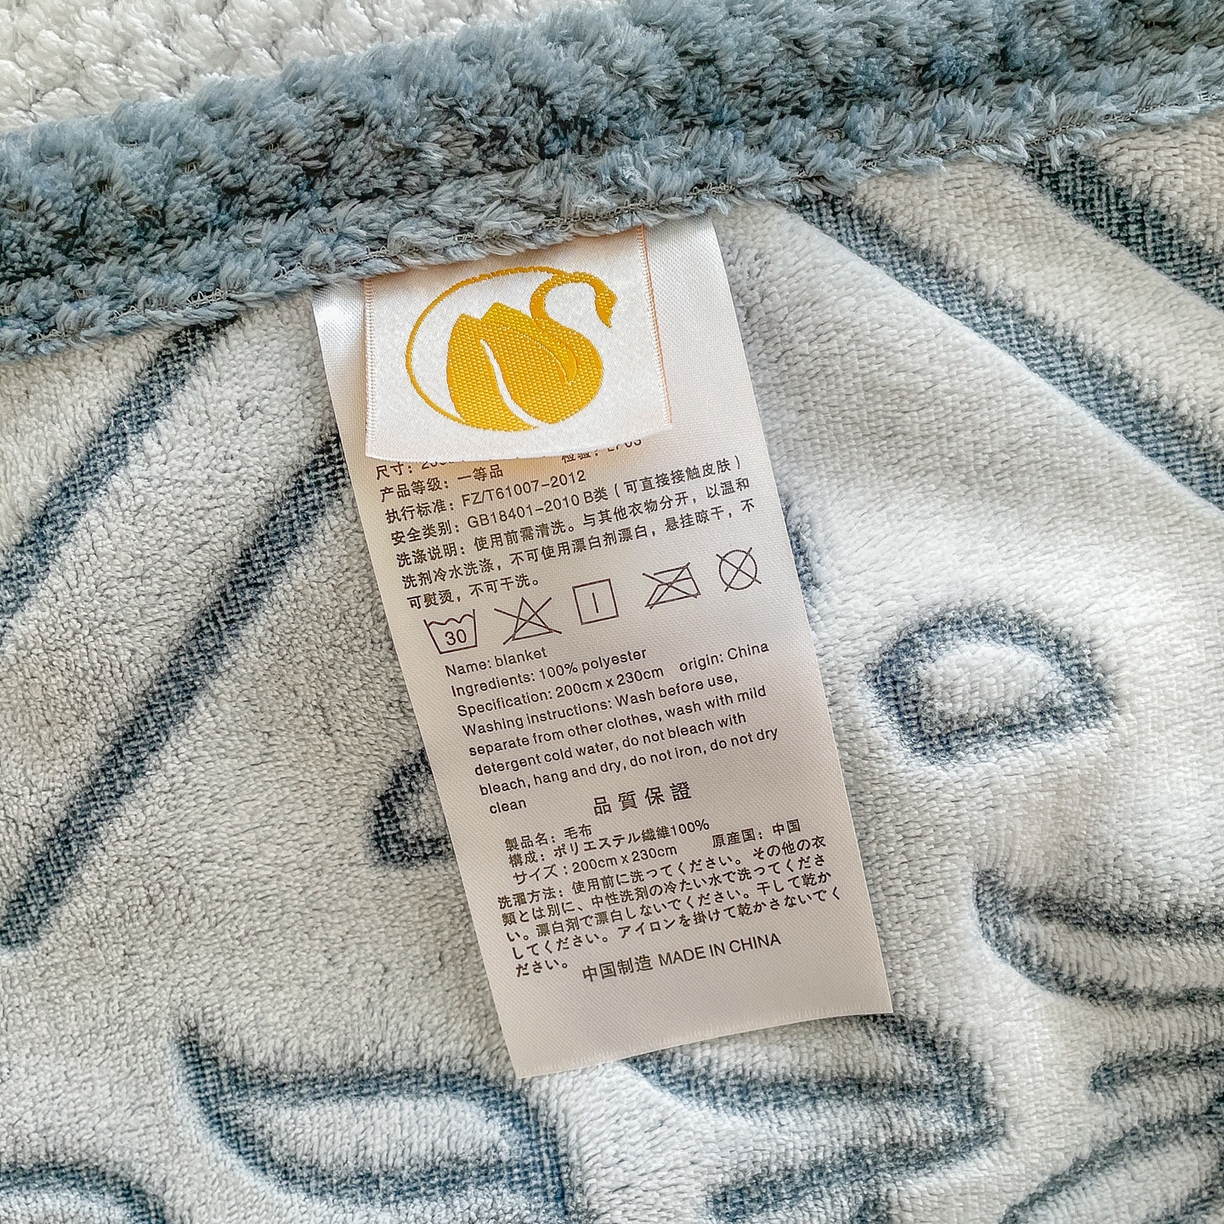 尺寸：
检验：
产品等级：一等品
执行标准：FZ/T61007-2012
安全类别：GB18401-2010 B类（可直接接触皮肤）
洗涤说明：使用前需清洗。与其他衣物分开，以温和
洗剂冷水洗涤，不可使用漂白剂漂白，悬挂晾干，不
可熨烫，不可干洗。
30
Name: blanket
Ingredients: 100% polyester
Specification: 200cm x 230cm origin: China
Washing instructions: Wash before use,
separate from other clothes, wash with mild
detergent cold water, do not bleach with
bleach, hang and dry, do not iron, do not dry
clean
品質保證
製品名：毛布
構成：ポリエステル繊維100%
サイズ：200cm x 230cm 原産国：中国
洗濯方法：使用前に洗ってください。その他の衣
類とは別に、中性洗剤の冷たい水で洗ってくださ
い。漂白剤で漂白しないでください。干して乾か
してください。アイロンを掛けて乾かさないでく
ださい。
中国制造 MADE IN CHINA